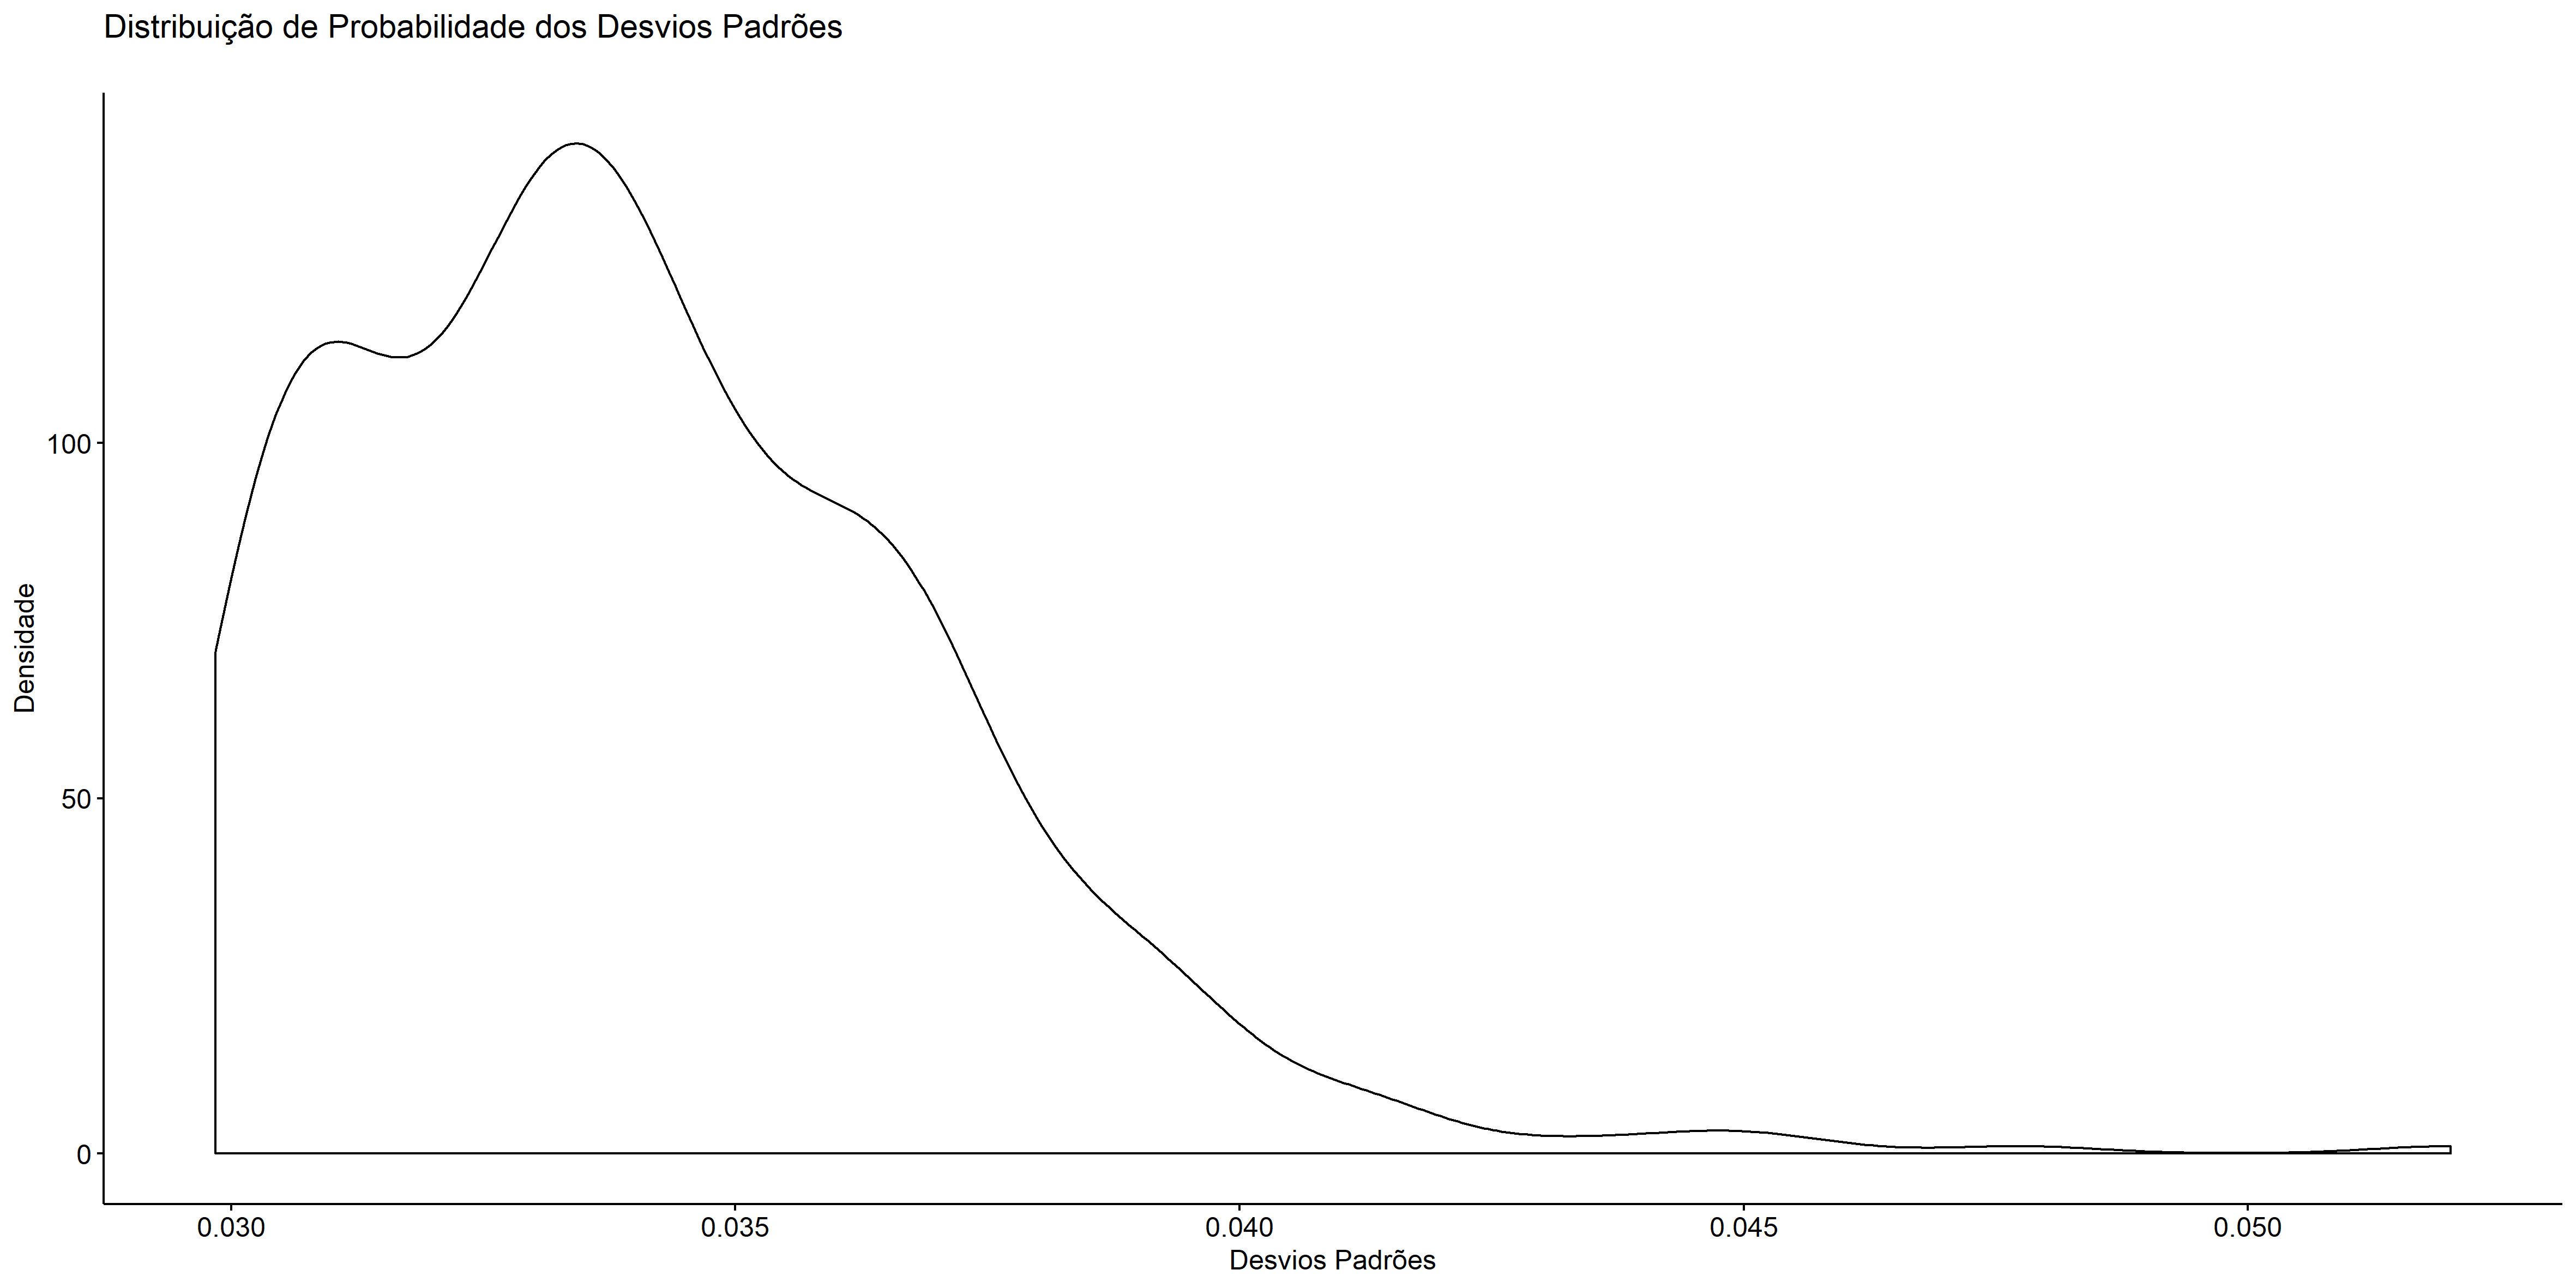 Distribuição de Probabilidade dos Desvios Padrões
Densidade
100
50
0
0.030 0.035 0.040 0.045 0.050
Desvios Padrões